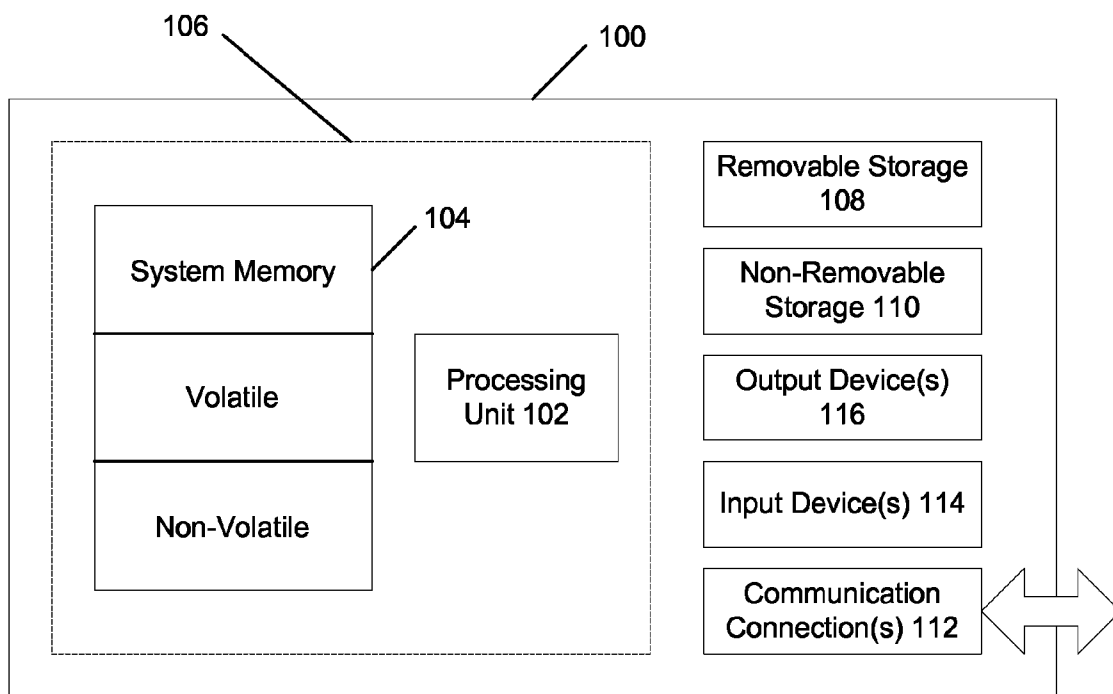 106
100
104
System Memory
Volatile
Non-Volatile
Processing
Unit 102
Removable Storage
108
Non-Removable
Storage 110
Output Device(s)
116
Input Device(s) 114
Communication
Connection(s) 112